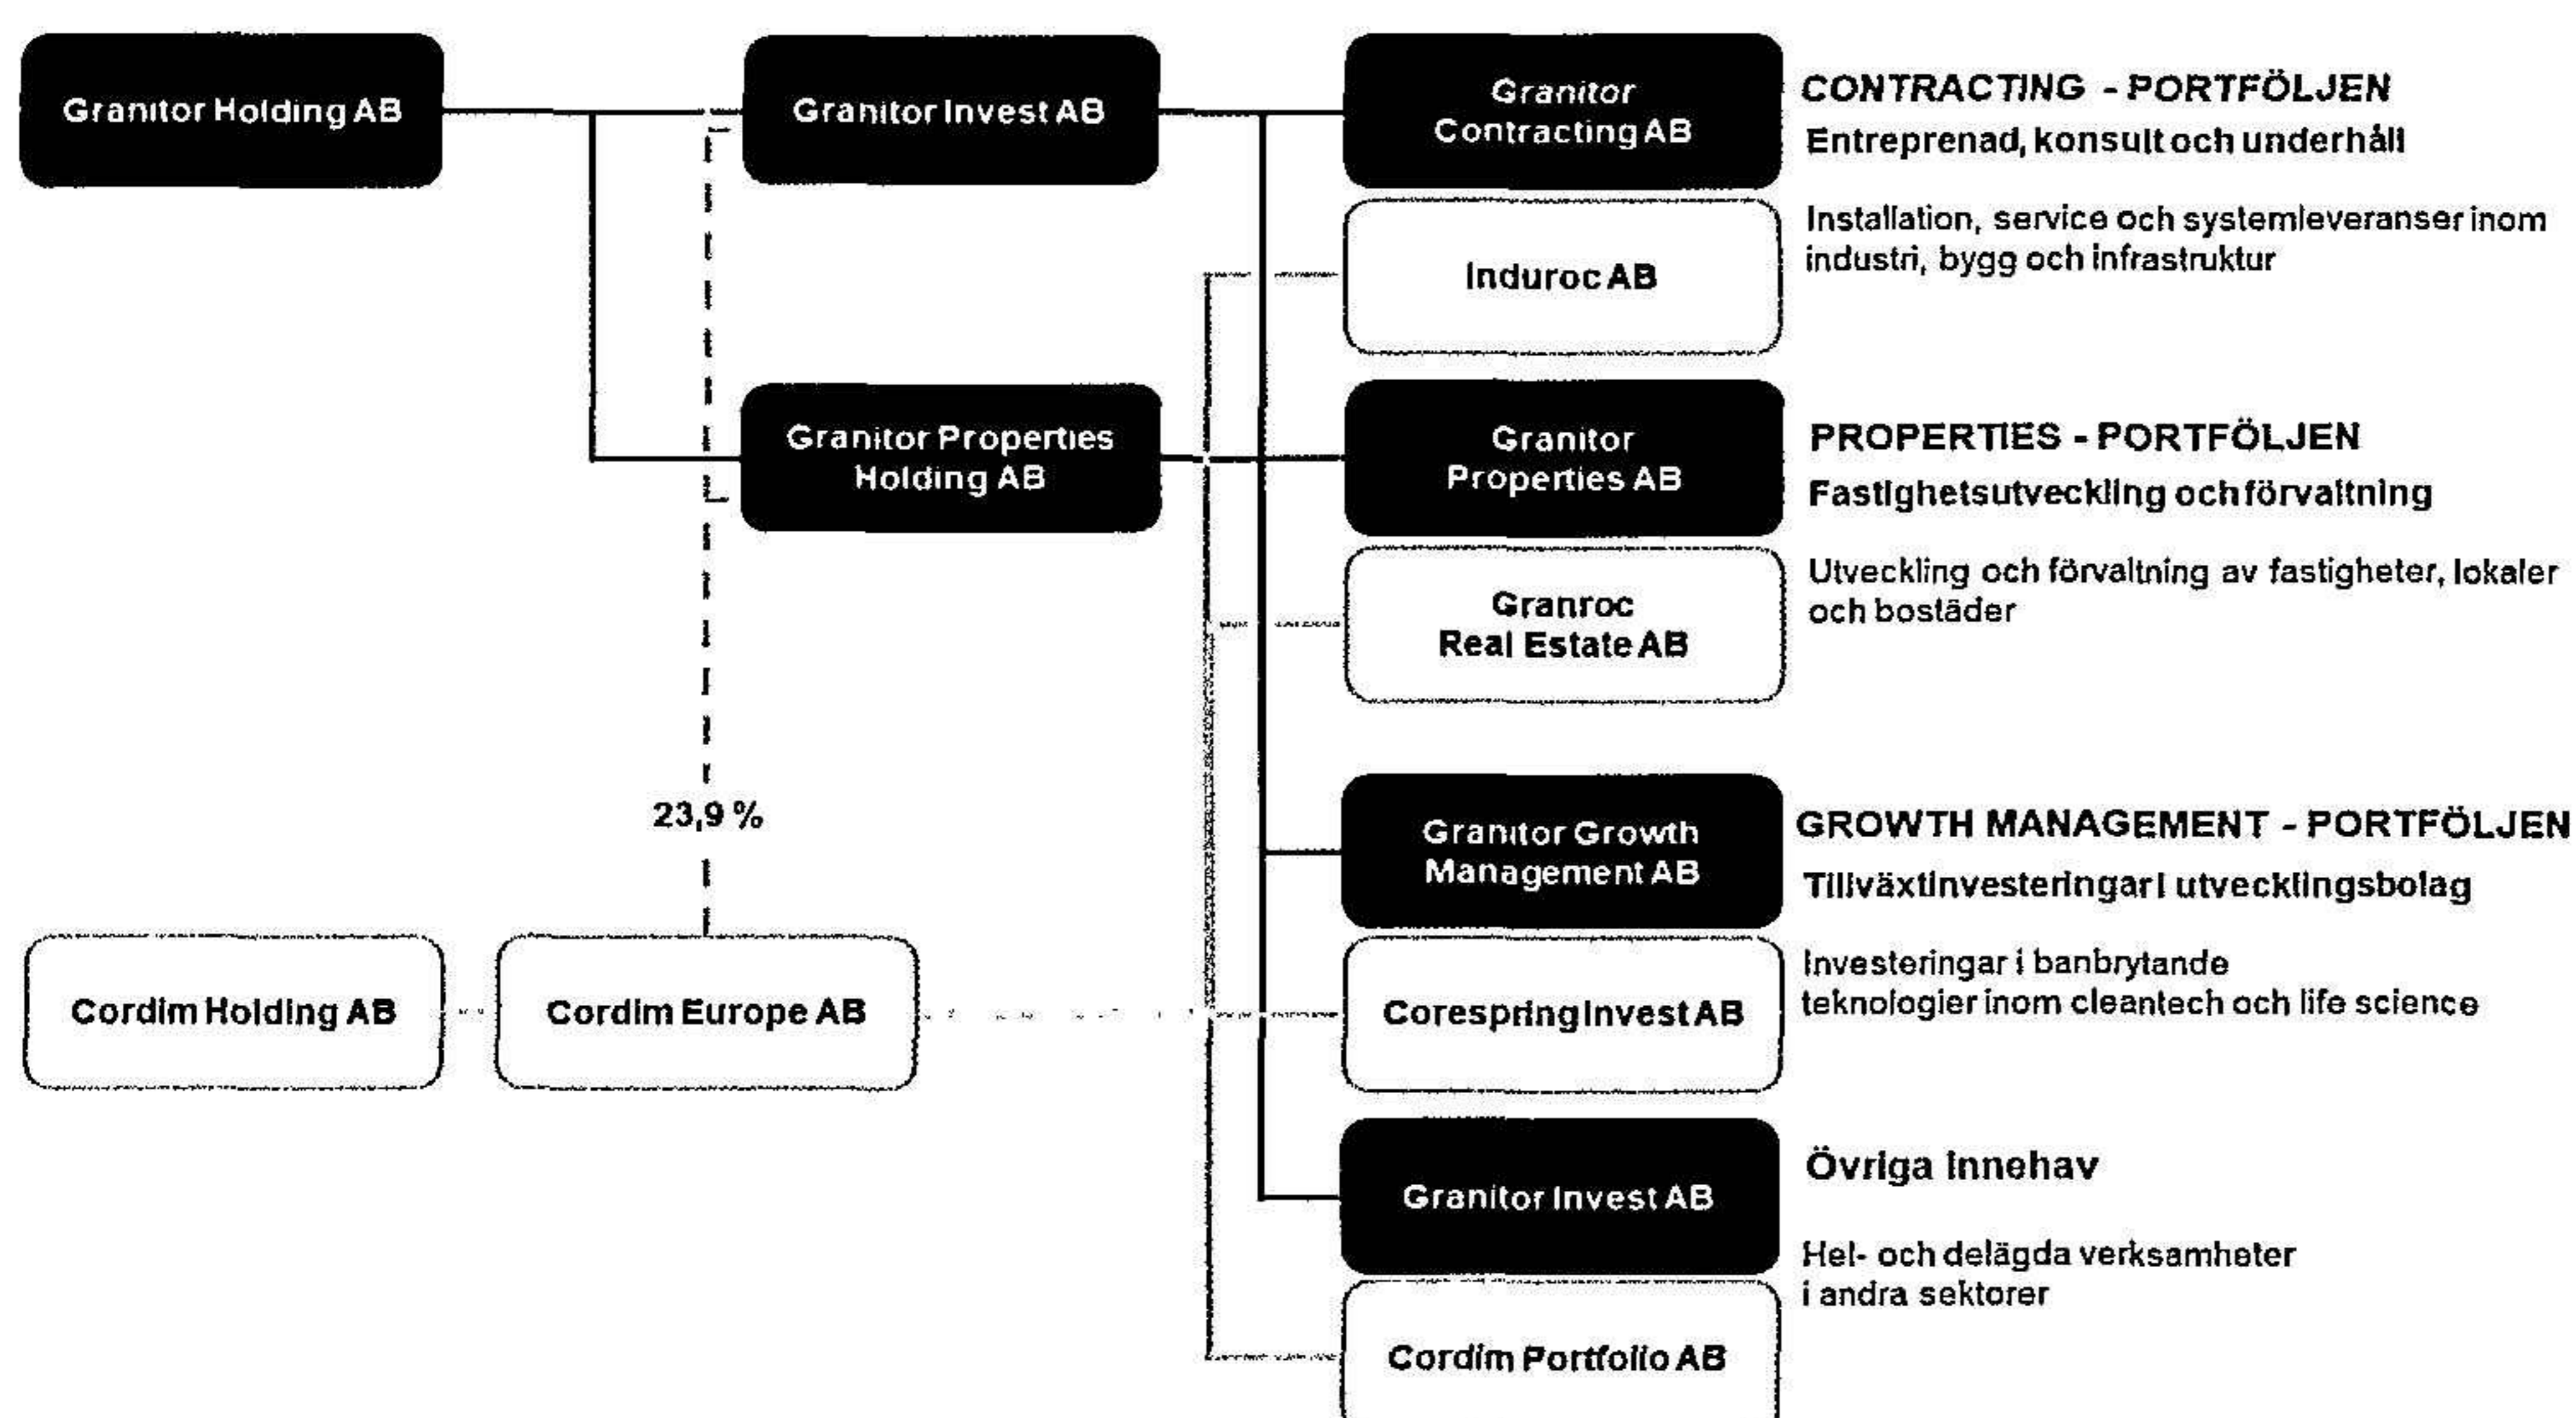 Granitor Holding AB
Granitor Invest AB
Granitor
Contracting AB
CONTRACTING - PORTFÖLJEN
Entreprenad, konsult och underhåll
Installation, service och systemleveranser inom
industri, bygg och infrastruktur
Induroc AB
Granitor Properties
Holding AB
Granitor
Properties AB
PROPERTIES - PORTFÖLJEN
Fastighetsutveckling och förvaltning
Utveckling och förvaltning av fastigheter, lokaler
och bostäder
Granroc
Real Estate AB
23,9 %
Granitor Growth
Management AB
GROWTH MANAGEMENT - PORTFÖLJEN
Tillväxtinvesteringar i utvecklingsbolag
Investeringar i banbrytande
teknologier inom cleantech och life science
Cordim Holding AB
Cordim Europe AB
Corespring Invest AB
Granitor Invest AB
Övriga innehav
Hel- och delägda verksamheter
i andra sektorer
Cordim Portfolio AB